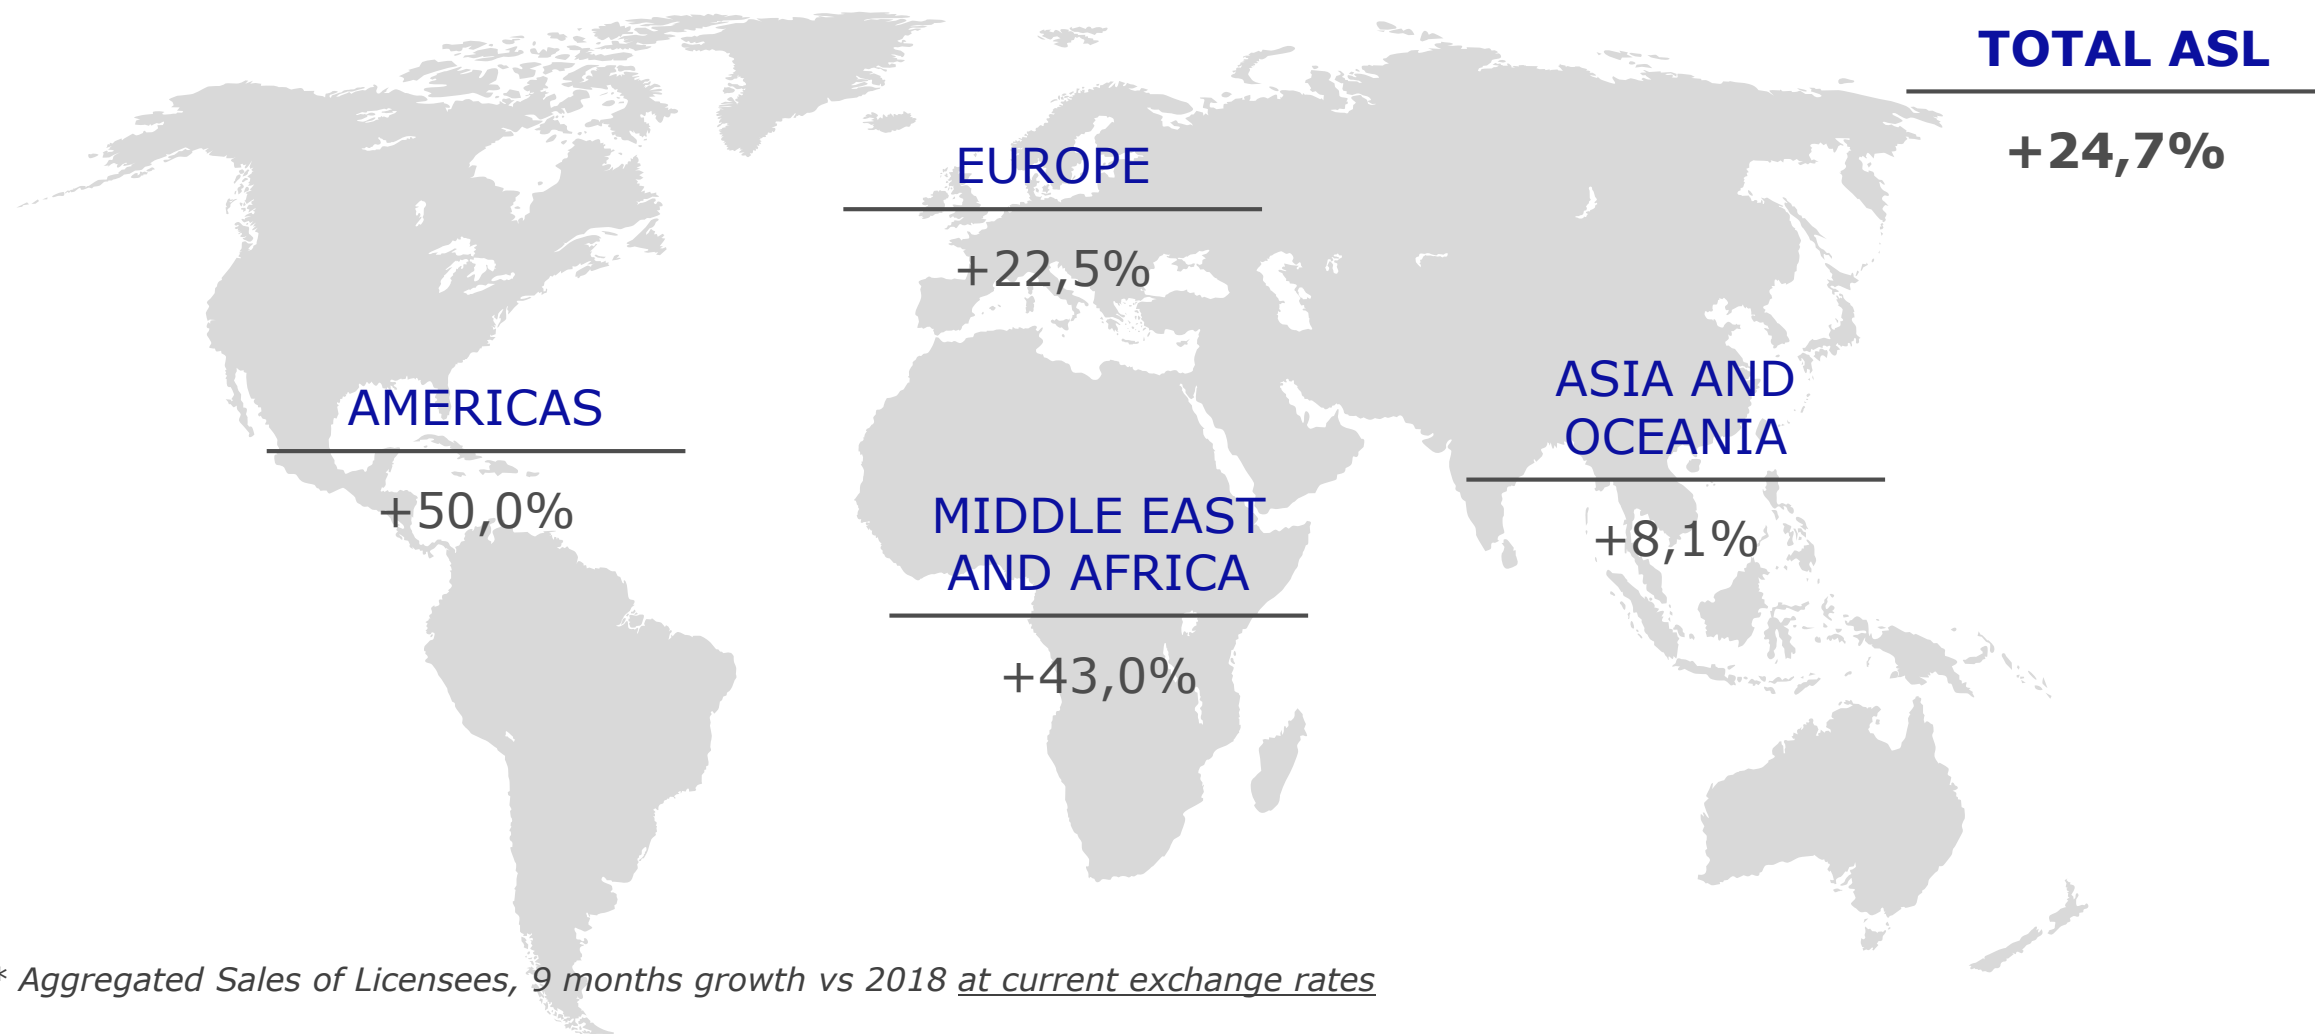 TOTAL ASL
+24,7%
EUROPE
+22,5%
AMERICAS
+50,0%
MIDDLE EAST
AND AFRICA
+43,0%
ASIA AND
OCEANIA
+8,1%
* Aggregated Sales of Licensees, 9 months growth vs 2018 at current exchange rates